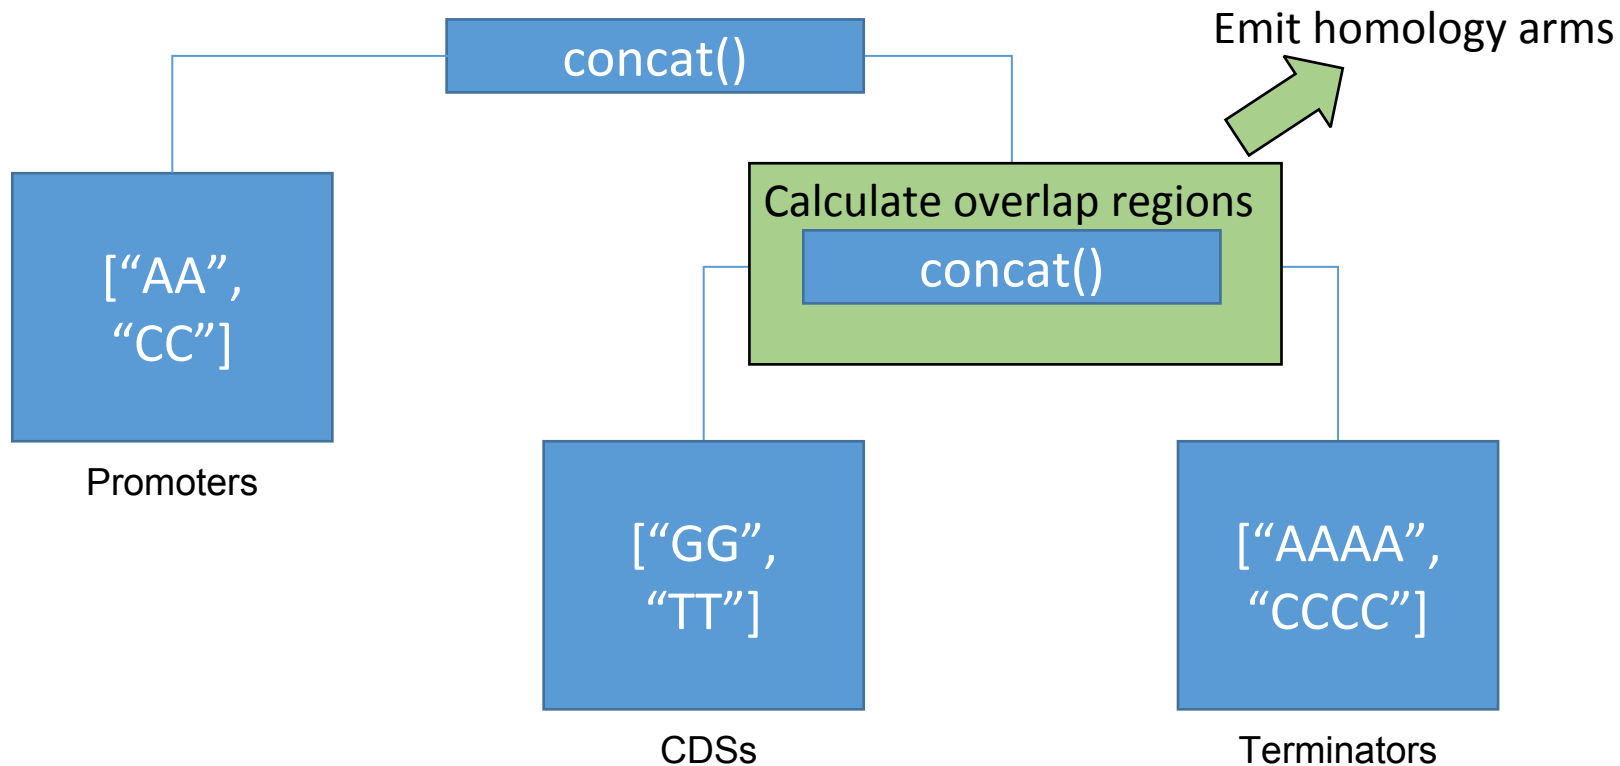 Emit homology arms
concat()
Calculate overlap regions
concat()
[“AA”,
“CC”]
Promoters
[“GG”,
“TT”]
CDSs
[“AAAA”,
“CCCC”]
Terminators